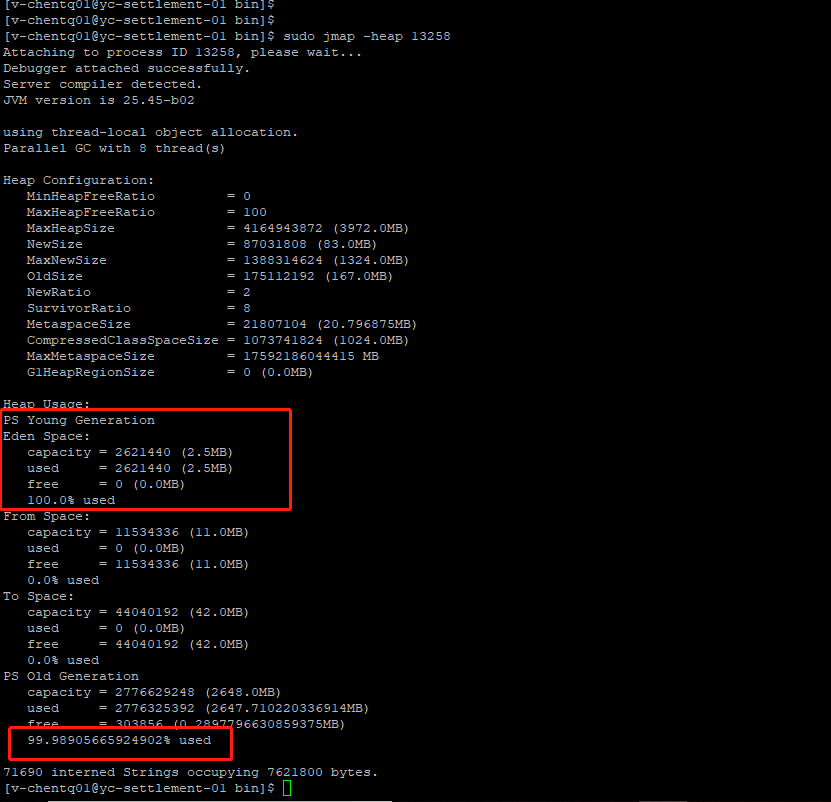 [v-chentq01@yc-settlement-01 bin]$
[v-chentq01@yc-settlement-01 bin]$
[v-chentq01@yc-settlement-01 bin]$ sudo jmap -heap 13258
Attaching to process ID 13258, please wait...
Debugger attached successfully.
Server compiler detected.
JVM version is 25.45-b02

using thread-local object allocation.
Parallel GC with 8 thread(s)

Heap Configuration:
   MinHeapFreeRatio         = 0
   MaxHeapFreeRatio         = 100
   MaxHeapSize              = 4164943872 (3972.0MB)
   NewSize                  = 87031808 (83.0MB)
   MaxNewSize               = 1388314624 (1324.0MB)
   OldSize                  = 175112192 (167.0MB)
   NewRatio                 = 2
   SurvivorRatio            = 8
   MetaspaceSize            = 21807104 (20.796875MB)
   CompressedClassSpaceSize = 1073741824 (1024.0MB)
   MaxMetaspaceSize         = 17592186044415 MB
   G1HeapRegionSize         = 0 (0.0MB)

Heap Usage:
PS Young Generation
Eden Space:
   capacity = 2621440 (2.5MB)
   used     = 2621440 (2.5MB)
   free     = 0 (0.0MB)
   100.0% used
From Space:
   capacity = 11534336 (11.0MB)
   used     = 0 (0.0MB)
   free     = 11534336 (11.0MB)
   0.0% used
To Space:
   capacity = 44040192 (42.0MB)
   used     = 0 (0.0MB)
   free     = 44040192 (42.0MB)
   0.0% used
PS Old Generation
   capacity = 2776629248 (2648.0MB)
   used     = 2776325392 (2647.710220336914MB)
   free     = 303856 (0.2897796630859375MB)
   99.98905665924902% used

71690 interned Strings occupying 7621800 bytes.
[v-chentq01@yc-settlement-01 bin]$